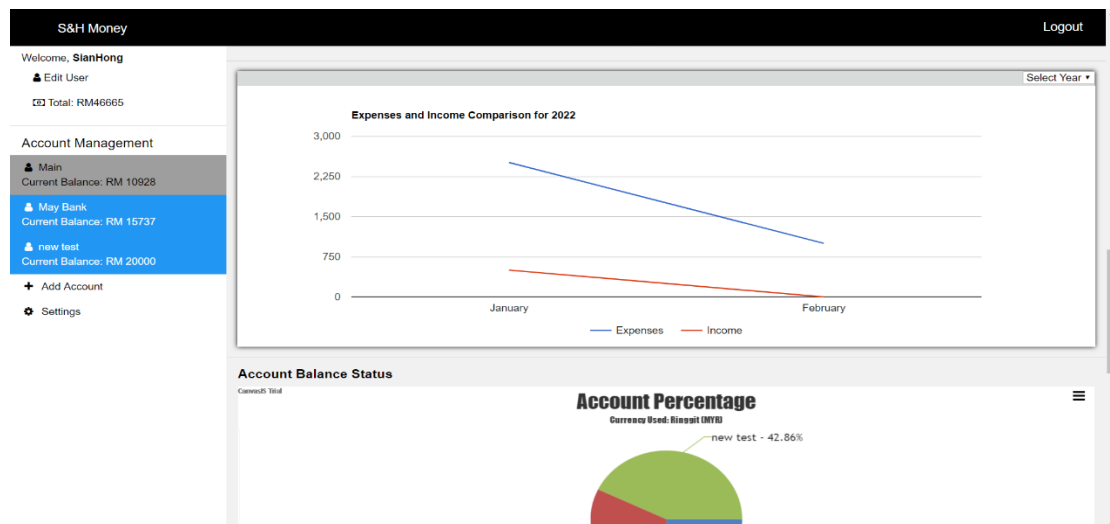 S&H Money
Logout
Welcome, SianHong
Edit User
Total: RM46665
Account Management
Main
Current Balance: RM 10928
May Bank
Current Balance: RM 15737
new test
Current Balance: RM 20000
Add Account
Settings
Select Year
Expenses and Income Comparison for 2022
3,000
2,250
1,500
750
0
January February
Expenses Income
Account Balance Status
CanvasJS Trial
Account Percentage
Currency Used: Ringgit (MYR)
new test - 42.86%